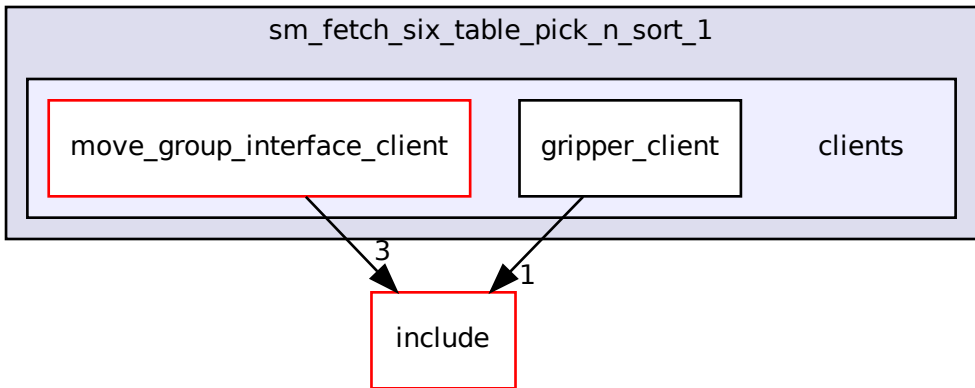 sm_fetch_six_table_pick_n_sort_1
move_group_interface_client
gripper_client
clients
3
1
include